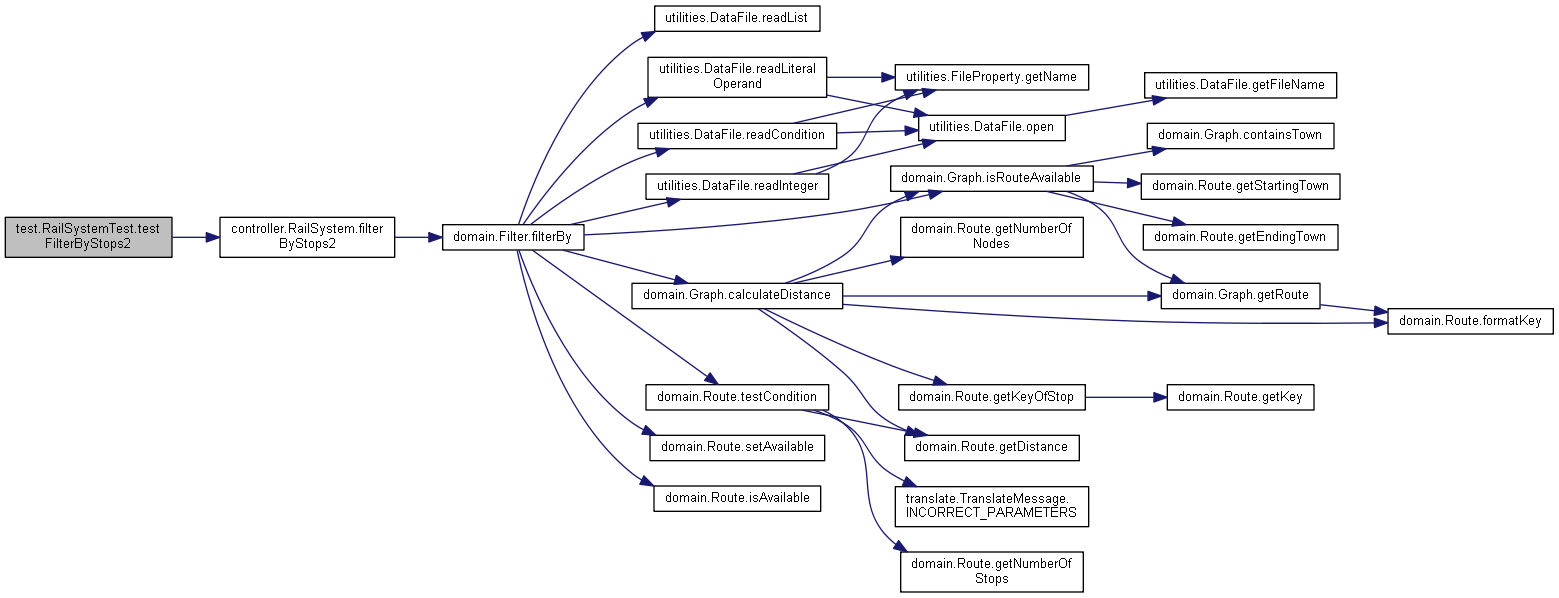 test.RailSystemTest.test
FilterByStops2
controller.RailSystem.filter
ByStops2
domain.Filter.filterBy
utilities.DataFile.readList
utilities.DataFile.readLiteral
Operand
utilities.DataFile.readCondition
utilities.DataFile.readInteger
domain.Graph.calculateDistance
domain.Route.testCondition
domain.Route.setAvailable
domain.Route.isAvailable
utilities.FileProperty.getName
utilities.DataFile.open
domain.Graph.isRouteAvailable
domain.Route.getNumberOf
Nodes
domain.Route.getKeyOfStop
domain.Route.getDistance
translate.TranslateMessage.
INCORRECT_PARAMETERS
domain.Route.getNumberOf
Stops
utilities.DataFile.getFileName
domain.Graph.containsTown
domain.Route.getStartingTown
domain.Route.getEndingTown
domain.Graph.getRoute
domain.Route.getKey
domain.Route.formatKey